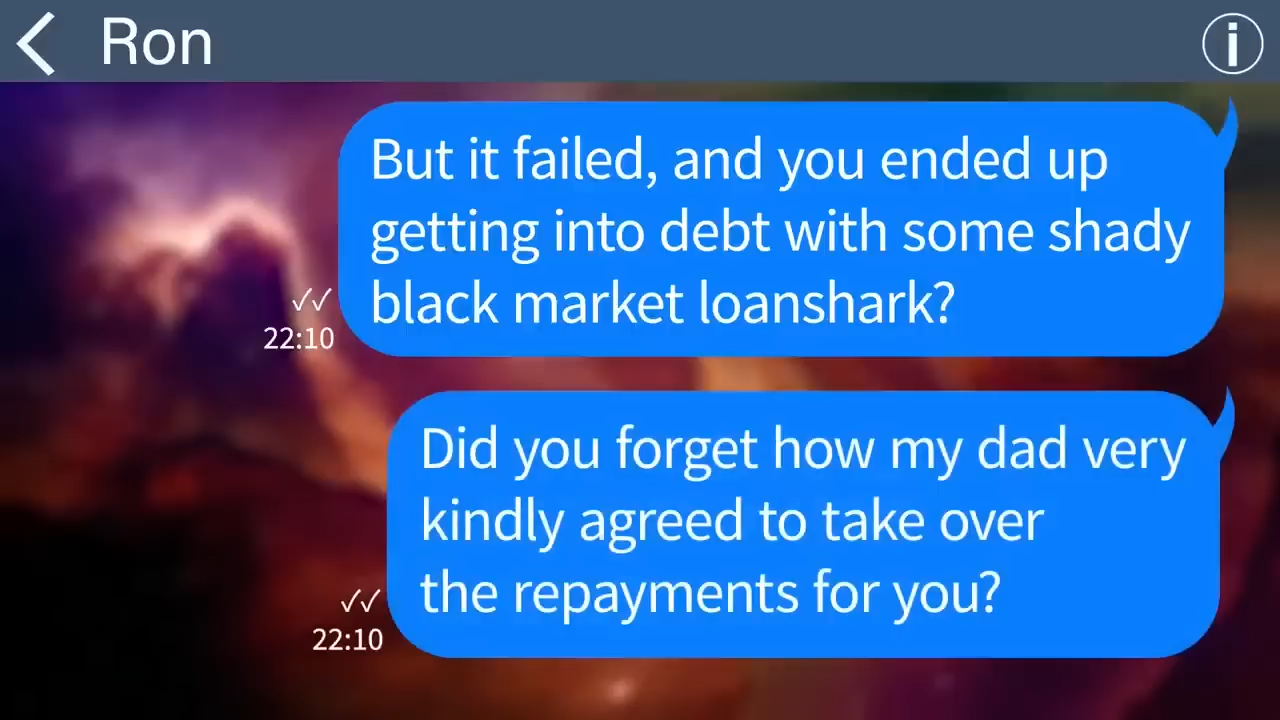 Ron
But it failed, and you ended up
getting into debt with some shady
black market loanshark?
22:10
Did you forget how my dad very
kindly agreed to take over
the repayments for you?
22:10